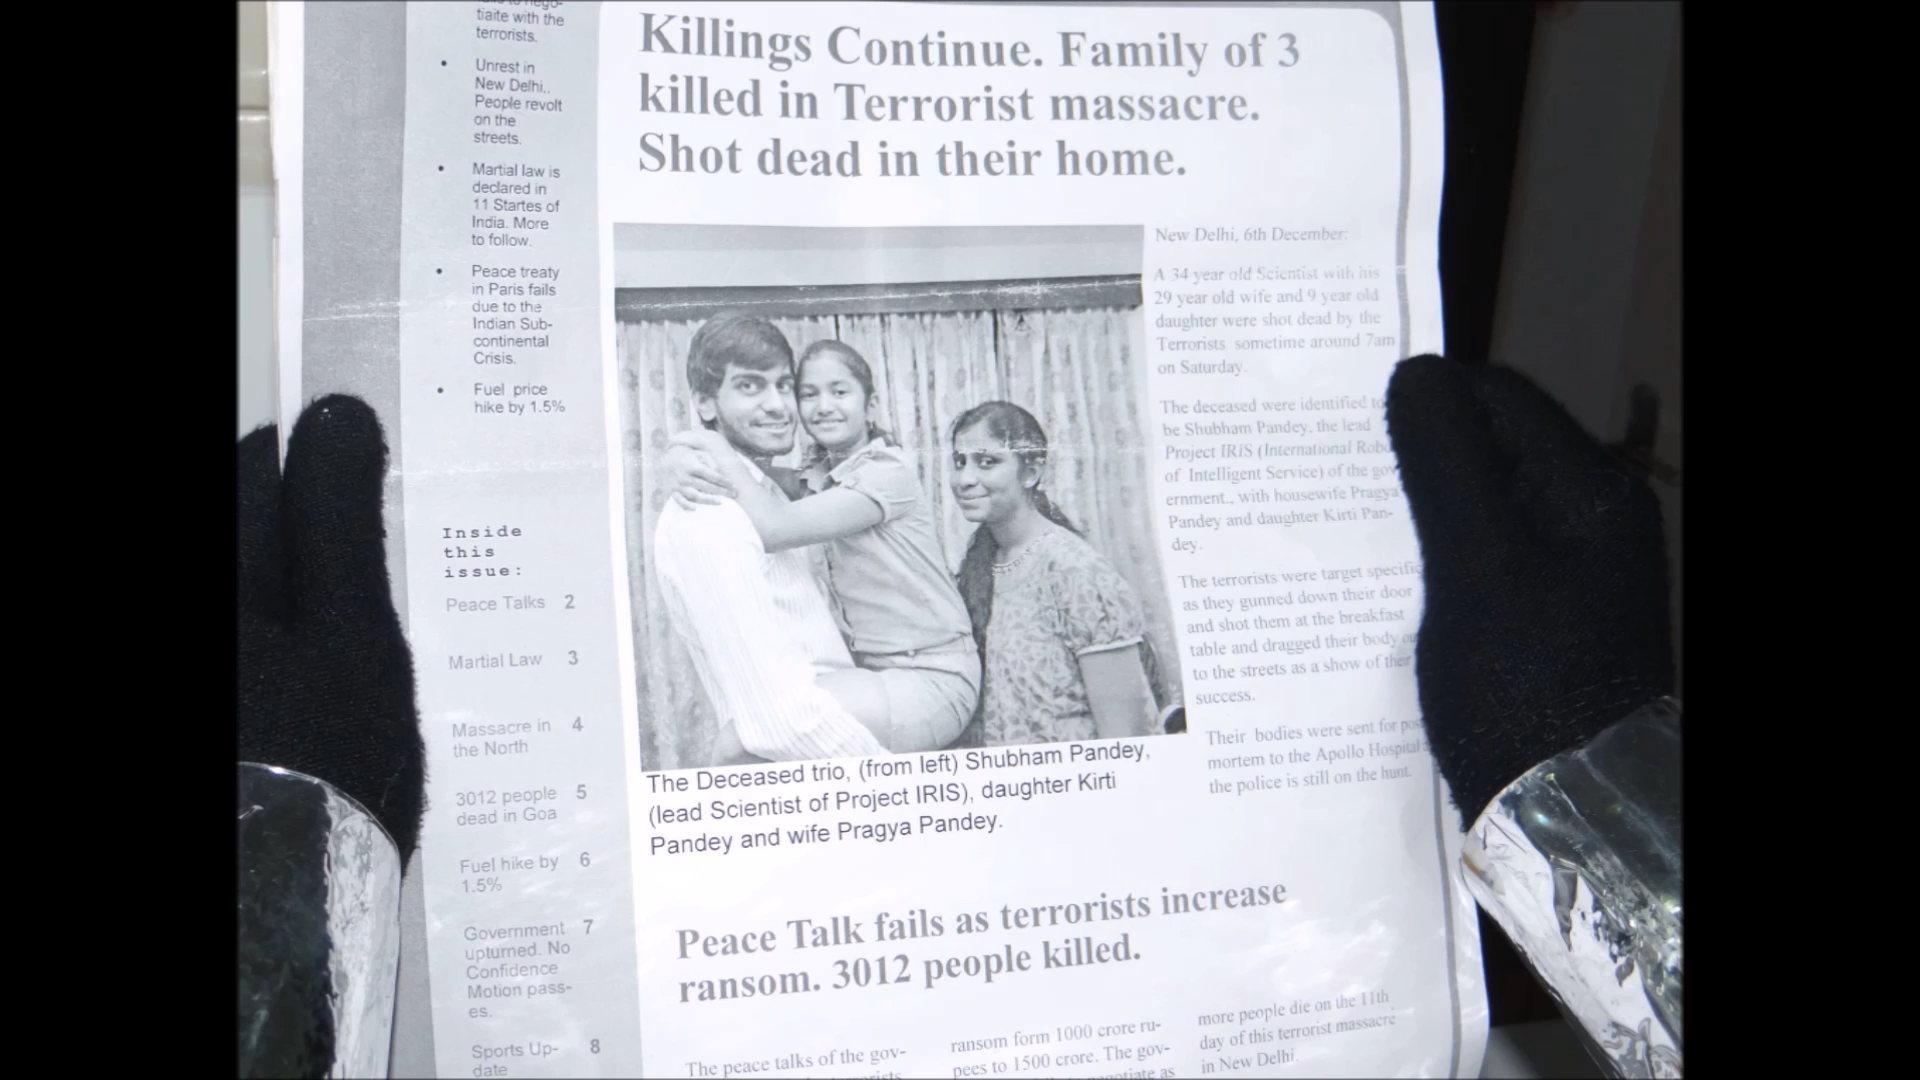 tiaite with the
terrorists.
• Unrest in
New Delhi..
People revolt
on the
streets.
• Martial law is
declared in
11 Startes of
India. More
to follow.
• Peace treaty
in Paris fails
due to the
Indian Sub-
continental
Crisis.
• Fuel price
hike by 1.5%
Inside
this
issue:
Peace Talks 2
Martial Law 3
Massacre in 4
the North
3012 people 5
dead in Goa
Fuel hike by 6
1.5%
Government 7
upturned. No
Confidence
Motion pass-
es.
Sports Up- 8
date
Killings Continue. Family of 3
killed in Terrorist massacre.
Shot dead in their home.
New Delhi, 6th December:
A 34 year old Scientist with his
29 year old wife and 9 year old
daughter were shot dead by the
Terrorists sometime around 7am
on Saturday.
The deceased were identified to
be Shubham Pandey, the lead
Project IRIS (International
of Intelligent Service) of the gov
ernment., with housewife Pragya
Pandey and daughter Kirti Pan-
dey.
The terrorists were target specific
as they gunned down their door
and shot them at the breakfast
table and dragged their body
to the streets as a show of their
success.
Their bodies were sent for
mortem to the Apollo Hospital
the police is still on the hunt.
The Deceased trio, (from left) Shubham Pandey,
(lead Scientist of Project IRIS), daughter Kirti
Pandey and wife Pragya Pandey.
Peace Talk fails as terrorists increase
ransom. 3012 people killed.
The peace talks of the gov-
ransom form 1000 crore ru-
pees to 1500 crore. The gov-
more people die on the 11th
day of this terrorist massacre
in New Delhi.